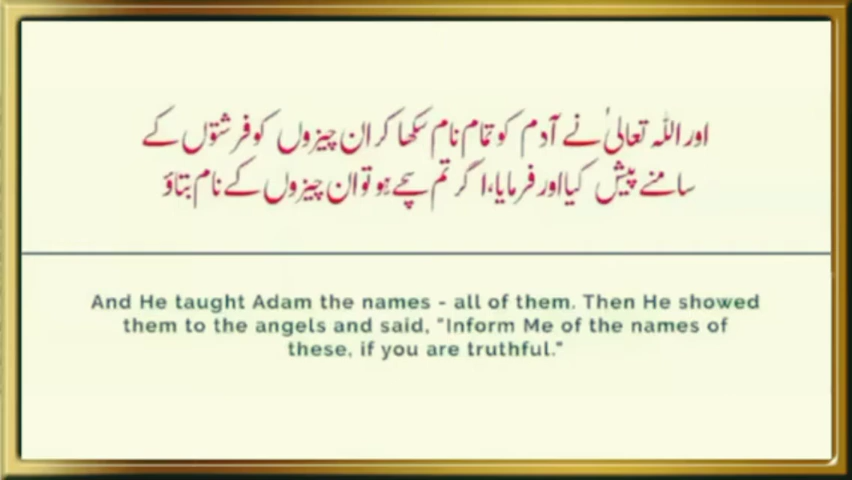 اور اللہ تعالیٰ نے آدم کو تمام نام سکھا کر ان چیزوں کو فرشتوں کے
سامنے پیش کیا اور فرمایا، اگر تم سچے ہو تو ان چیزوں کے نام بتاؤ
And He taught Adam the names - all of them. Then He showed
them to the angels and said, "Inform Me of the names of
these, if you are truthful."